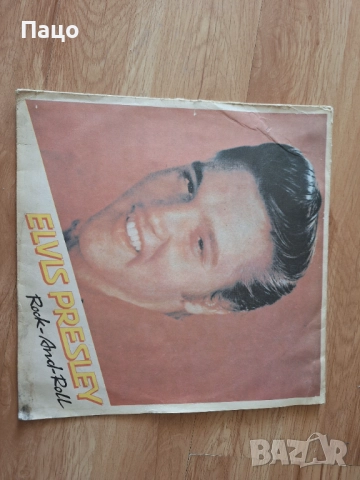 Пацо
ELVIS PRESLEY
Rock-And-Roll
BAZAR